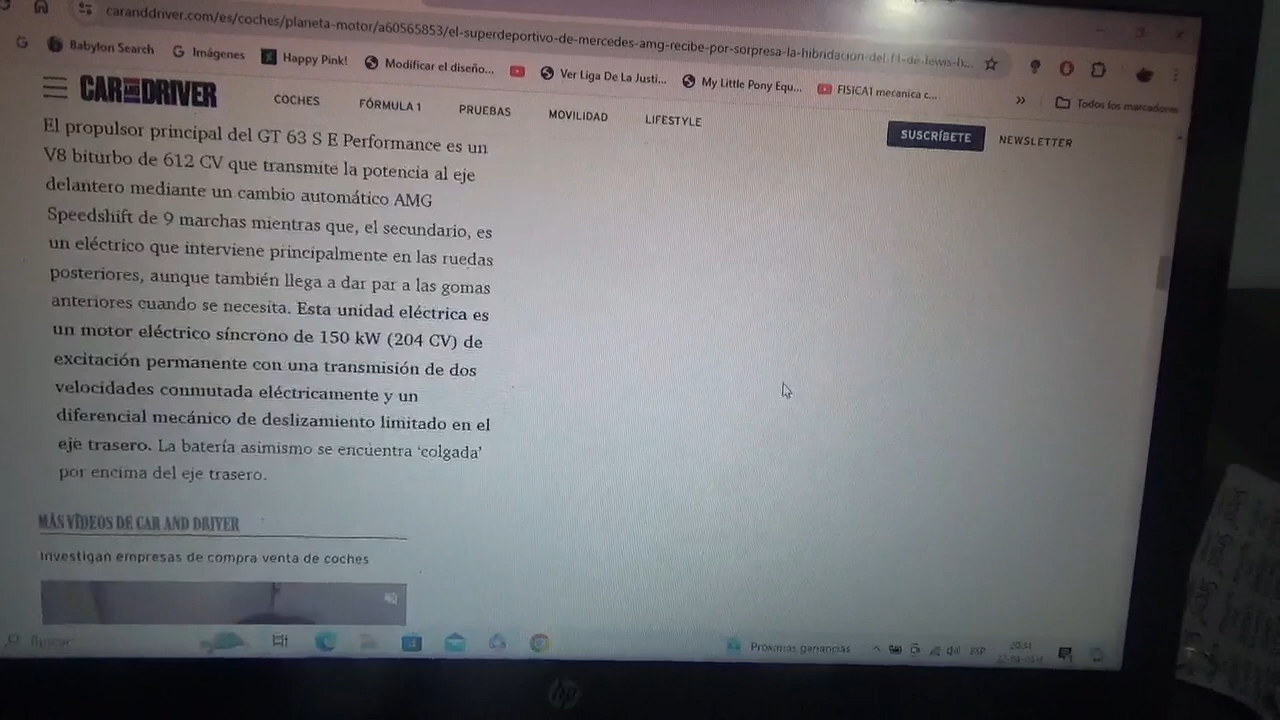 caranddriver.com/es/coches/planeta-motor/a60565853/el-superdeportivo-de-mercedes-amg-recibe-por-sorpresa-la-hibridacion-del-f1-de-lewis-h...
Babylon Search
Imágenes
Happy Pink!
Modificar el diseño...
Ver Liga De La Justi...
My Little Pony Equ...
FISICA1 mecanica c...
»
Todos los marcadores
CAR AND DRIVER
COCHES
FÓRMULA 1
PRUEBAS
MOVILIDAD
LIFESTYLE
SUSCRÍBETE
NEWSLETTER
El propulsor principal del GT 63 S E Performance es un
V8 biturbo de 612 CV que transmite la potencia al eje
delantero mediante un cambio automático AMG
Speedshift de 9 marchas mientras que, el secundario, es
un eléctrico que interviene principalmente en las ruedas
posteriores, aunque también llega a dar par a las gomas
anteriores cuando se necesita. Esta unidad eléctrica es
un motor eléctrico síncrono de 150 kW (204 CV) de
excitación permanente con una transmisión de dos
velocidades conmutada eléctricamente y un
diferencial mecánico de deslizamiento limitado en el
eje trasero. La batería asimismo se encuentra ‘colgada’
por encima del eje trasero.
MÁS VÍDEOS DE CAR AND DRIVER
Investigan empresas de compra venta de coches
Buscar
Próximas ganancias
ESP
hp